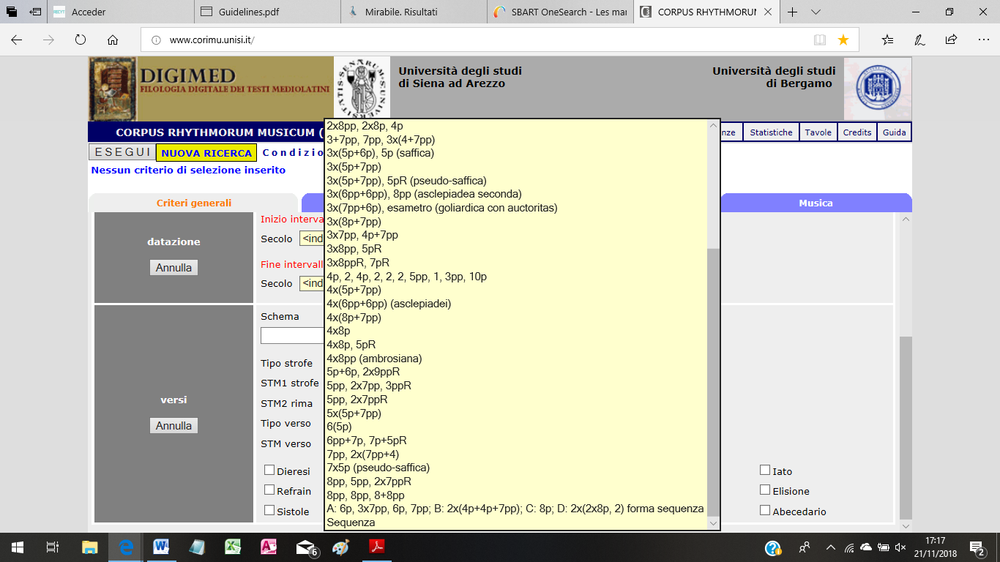 Acceder
Guidelines.pdf
Mirabile. Risultati
SBART OneSearch - Les mar
CORPUS RHYTHMORUM
www.corimu.unisi.it/
DIGIMED
FILOLOGIA DIGITALE DEI TESTI MEDIOLATINI
Università degli studi
di Siena ad Arezzo
Università degli studi
di Bergamo
CORPUS RHYTHMORUM MUSICUM (
nze
Statistiche
Tavole
Credits
Guida
ESEGUI
NUOVA RICERCA
Condizio
Nessun criterio di selezione inserito
Criteri generali
Musica
datazione
Annulla
Inizio interva
Secolo
<ind
Fine intervall
Secolo
<ind
versi
Annulla
Schema
Tipo strofe
STM1 strofe
STM2 rima
Tipo verso
STM verso
Dieresi
Refrain
Sistole
Iato
Elisione
Abecedario
2x8pp, 2x8p, 4p
3+7pp, 7pp, 3x(4+7pp)
3x(5p+6p), 5p (saffica)
3x(5p+7pp)
3x(5p+7pp), 5pR (pseudo-saffica)
3x(6pp+6pp), 8pp (asclepiadea seconda)
3x(7pp+6p), esametro (goliardica con auctoritas)
3x(8p+7pp)
3x7pp, 4p+7pp
3x8pp, 5pR
3x8ppR, 7pR
4p, 2, 4p, 2, 2, 2, 5pp, 1, 3pp, 10p
4x(5p+7pp)
4x(6pp+6pp) (asclepiadei)
4x(8p+7pp)
4x8p
4x8p, 5pR
4x8pp (ambrosiana)
5p+6p, 2x9ppR
5pp, 2x7pp, 3ppR
5pp, 2x7ppR
5x(5p+7pp)
6(5p)
6pp+7p, 7p+5pR
7pp, 2x(7pp+4)
7x5p (pseudo-saffica)
8pp, 5pp, 2x7ppR
8pp, 8pp, 8+8pp
A: 6p, 3x7pp, 6p, 7pp; B: 2x(4p+4p+7pp); C: 8p; D: 2x(2x8p, 2) forma sequenza
Sequenza
6
17:17
21/11/2018
2